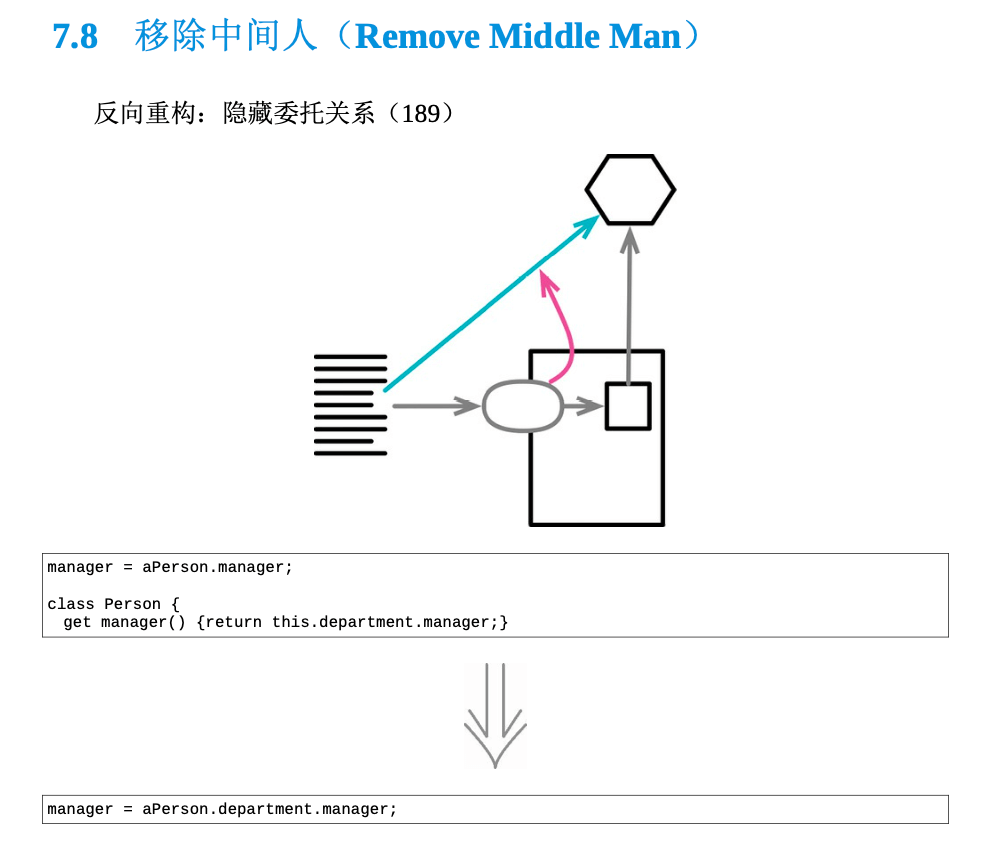 7.8 移除中间人（Remove Middle Man）
反向重构：隐藏委托关系（189）
manager = aPerson.manager;
class Person {
  get manager() {return this.department.manager;}
manager = aPerson.department.manager;